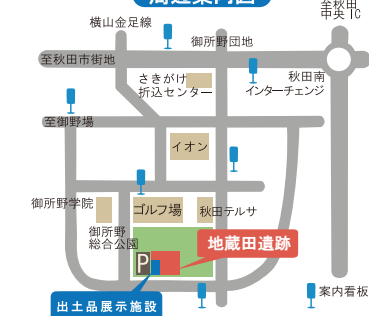 周辺案内図
至秋田
中央IC
横山金足線
御所野団地
至秋田市街地
さきがけ
折込センター
秋田南
インターチェンジ
至御野場
イオン
御所野学院
ゴルフ場
秋田テルサ
御所野
総合公園
地蔵田遺跡
P
出土品展示施設
案内看板